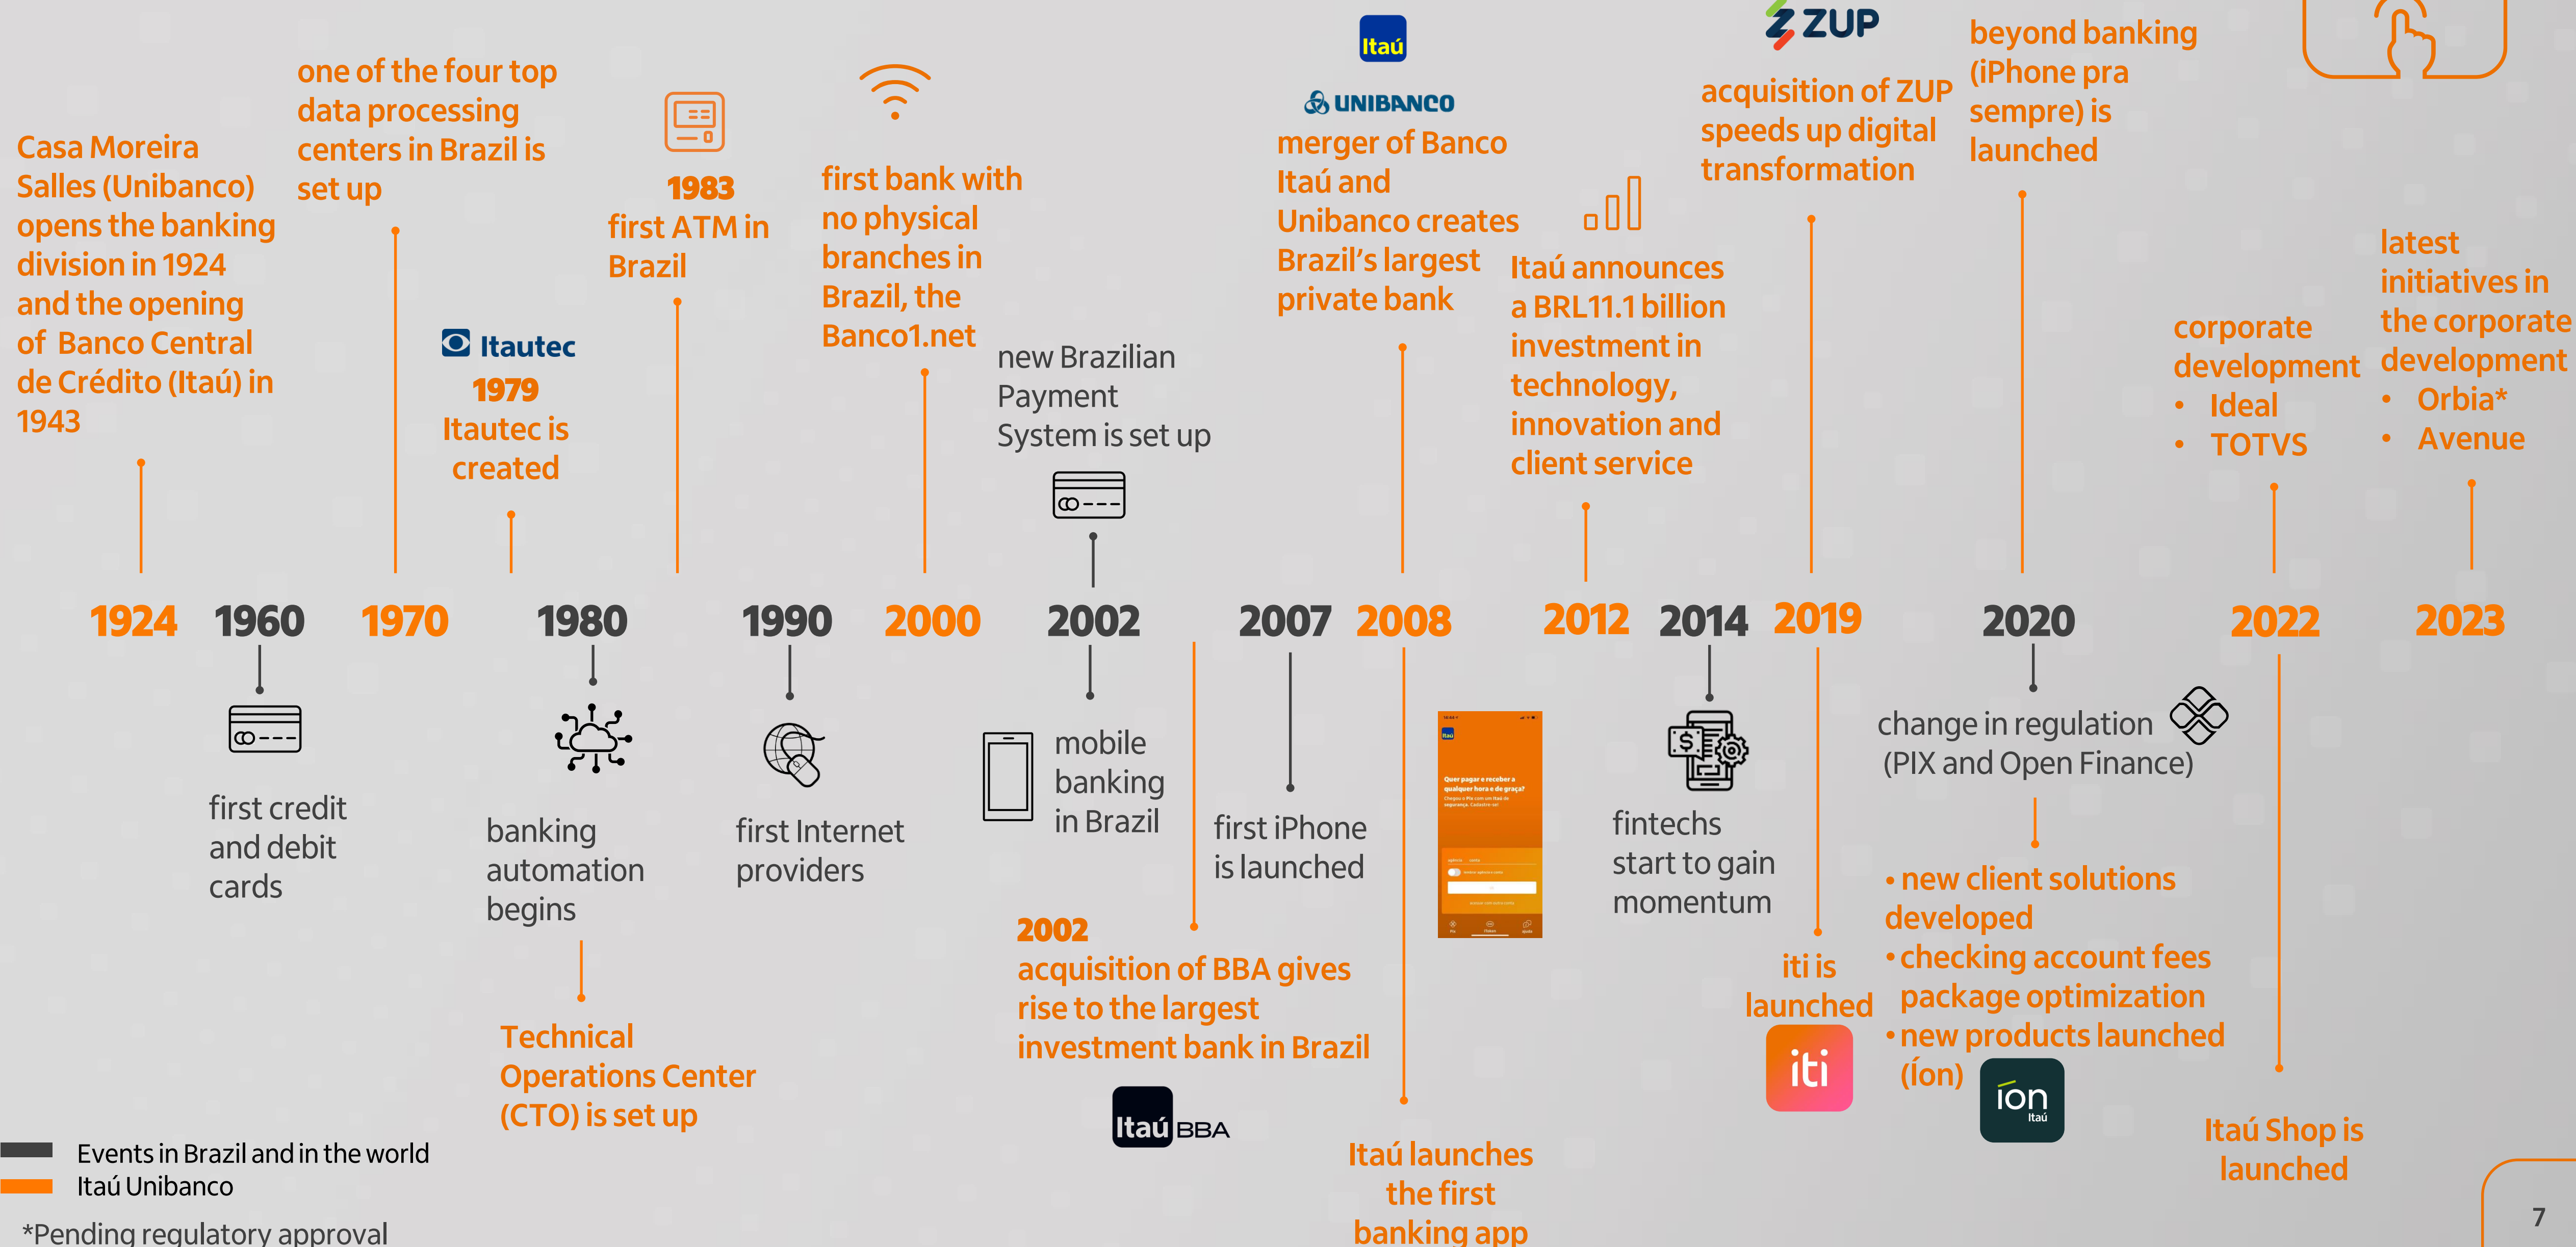 Casa Moreira
Salles (Unibanco)
opens the banking
division in 1924
and the opening
of Banco Central
de Crédito (Itaú) in
1943
one of the four top
data processing
centers in Brazil is
set up
Itautec
1979
Itautec is
created
1983
first ATM in
Brazil
first bank with
no physical
branches in
Brazil, the
Banco1.net
new Brazilian
Payment
System is set up
Itaú
UNIBANCO
merger of Banco
Itaú and
Unibanco creates
Brazil's largest
private bank
Itaú announces
a BRL11.1 billion
investment in
technology,
innovation and
client service
ZUP
acquisition of ZUP
speeds up digital
transformation
beyond banking
(iPhone pra
sempre) is
launched
corporate
development
• Ideal
• TOTVS
latest
initiatives in
the corporate
development
• Orbia*
• Avenue
1924 1960 1970 1980 1990 2000 2002 2007 2008 2012 2014 2019 2020 2022 2023
first credit
and debit
cards
banking
automation
begins
Technical
Operations Center
(CTO) is set up
first Internet
providers
mobile
banking
in Brazil
2002
acquisition of BBA gives
rise to the largest
investment bank in Brazil
Itaú BBA
first iPhone
is launched
Itaú
Quer pagar e receber a
qualquer hora e de graça?
Itaú launches
the first
banking app
$
fintechs
start to gain
momentum
iti is
launched
iti
change in regulation
(PIX and Open Finance)
• new client solutions
developed
• checking account fees
package optimization
• new products launched
(Íon)
íon
Itaú
Itaú Shop is
launched
Events in Brazil and in the world
Itaú Unibanco
*Pending regulatory approval
7